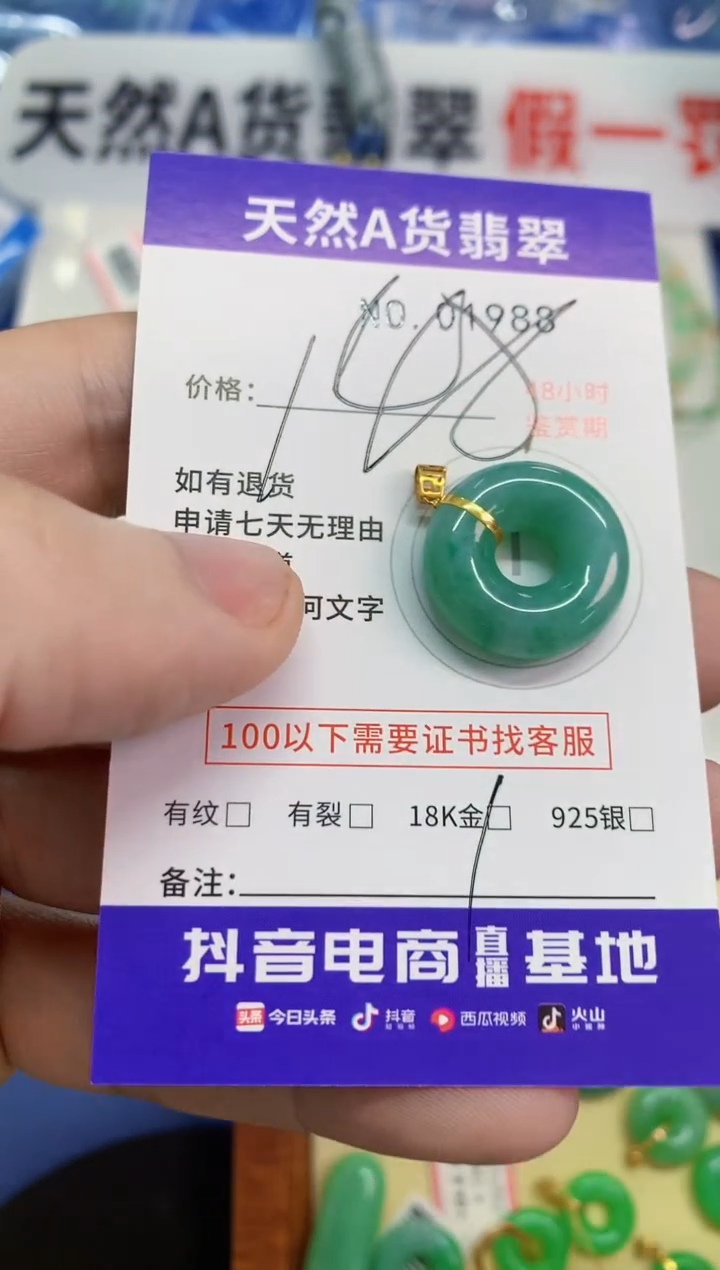 天然A货翡翠 假一罚
天然A货翡翠
NO. 01988
价格:
48小时
鉴赏期
如有退货
申请七天无理由
何文字
100以下需要证书找客服
有纹□ 有裂□ 18K金□ 925银□
备注:
抖音电商直播基地
头条 今日头条 抖音 西瓜视频 火山